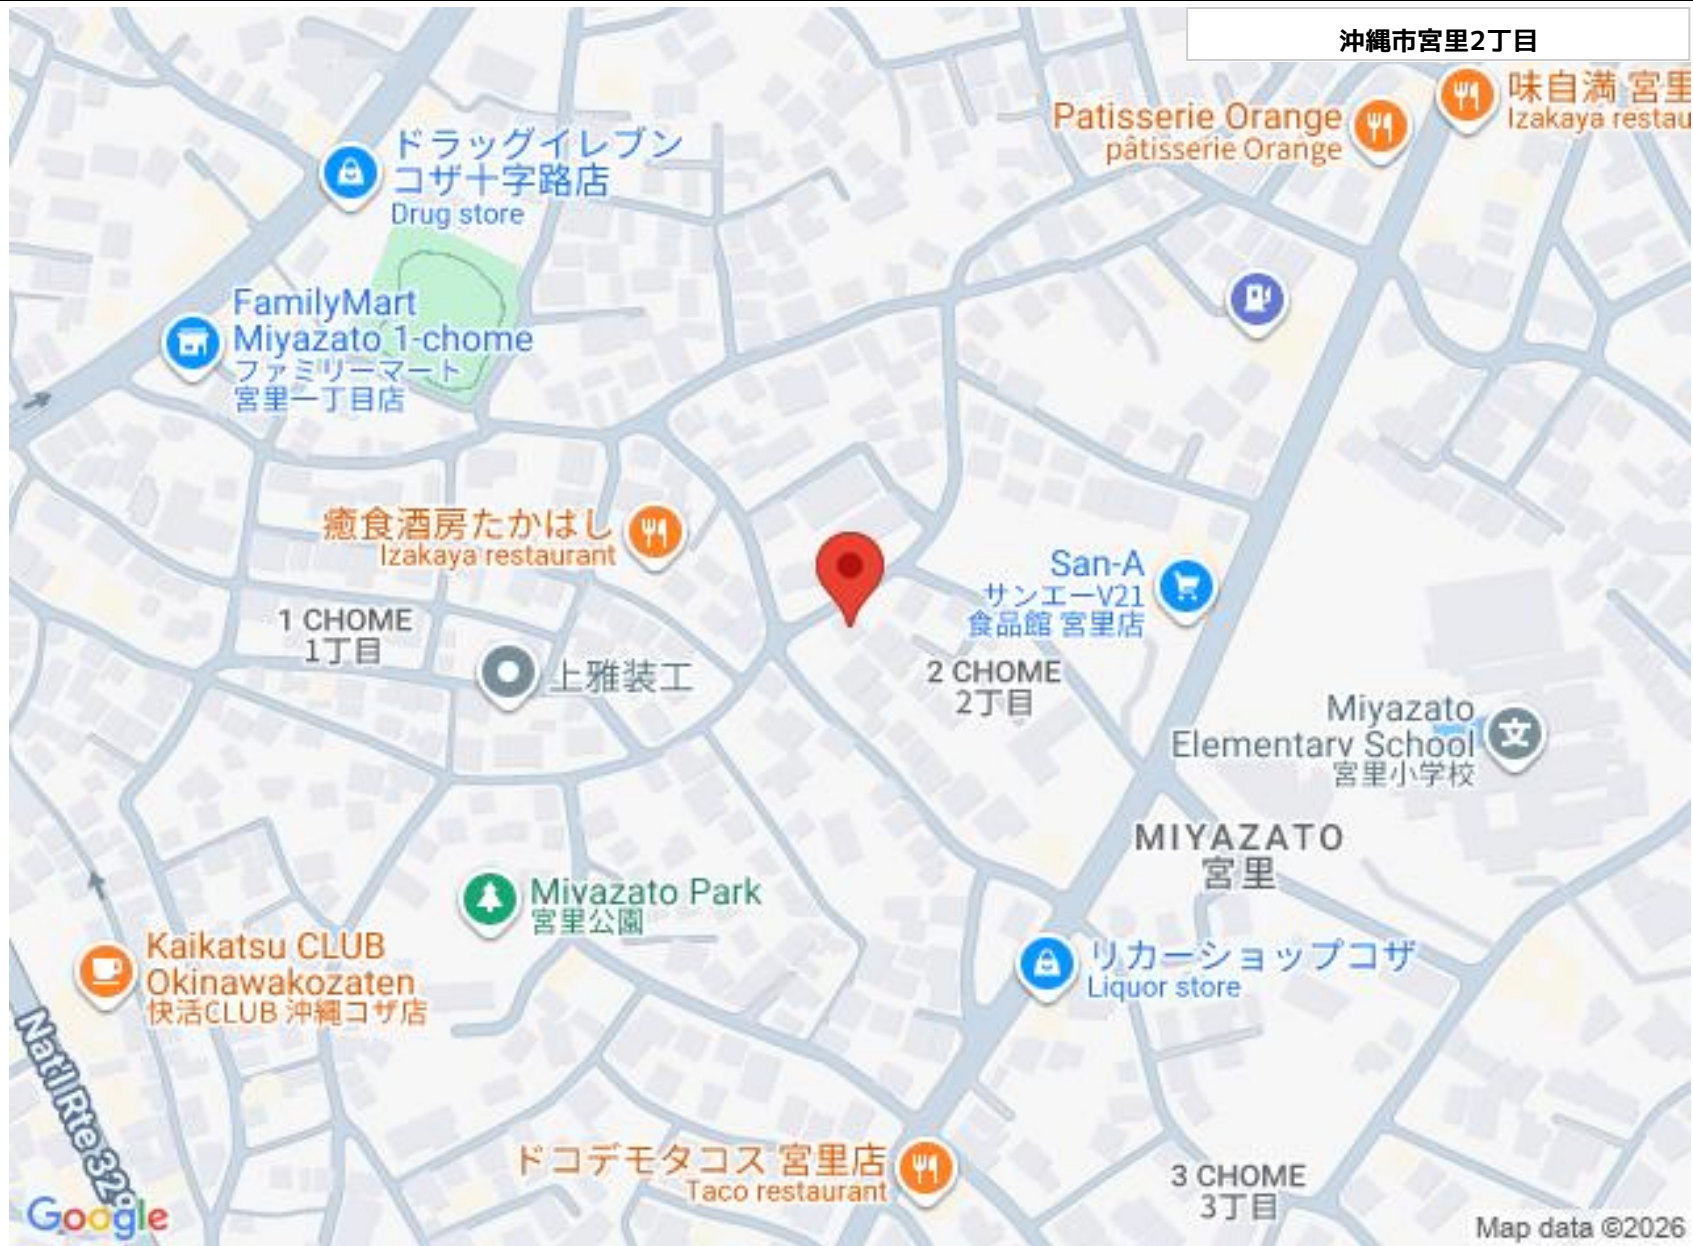 沖縄市宮里2丁目
味自満 宮里
Izakaya restau
Patisserie Orange
pâtisserie Orange
ドラッグイレブン
コザ十字路店
Drug store
FamilyMart
Miyazato 1-chome
ファミリーマート
宮里一丁目店
癒食酒房たかはし
Izakaya restaurant
San-A
サンエーV21
食品館 宮里店
1 CHOME
1丁目
上雅装工
2 CHOME
2丁目
Miyazato
Elementary School
宮里小学校
MIYAZATO
宮里
Miyazato Park
宮里公園
Kaikatsu CLUB
Okinawakozaten
快活CLUB 沖縄コザ店
リカーショップコザ
Liquor store
Nat'l Rte 329
ドコデモタコス 宮里店
Taco restaurant
3 CHOME
3丁目
Google
Map data ©2026